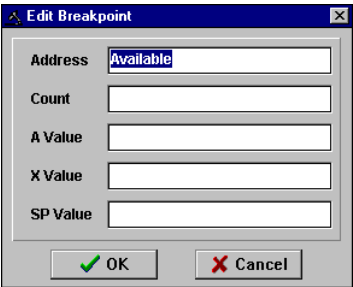 Edit Breakpoint
Address Available
Count
A Value
X Value
SP Value
OK Cancel